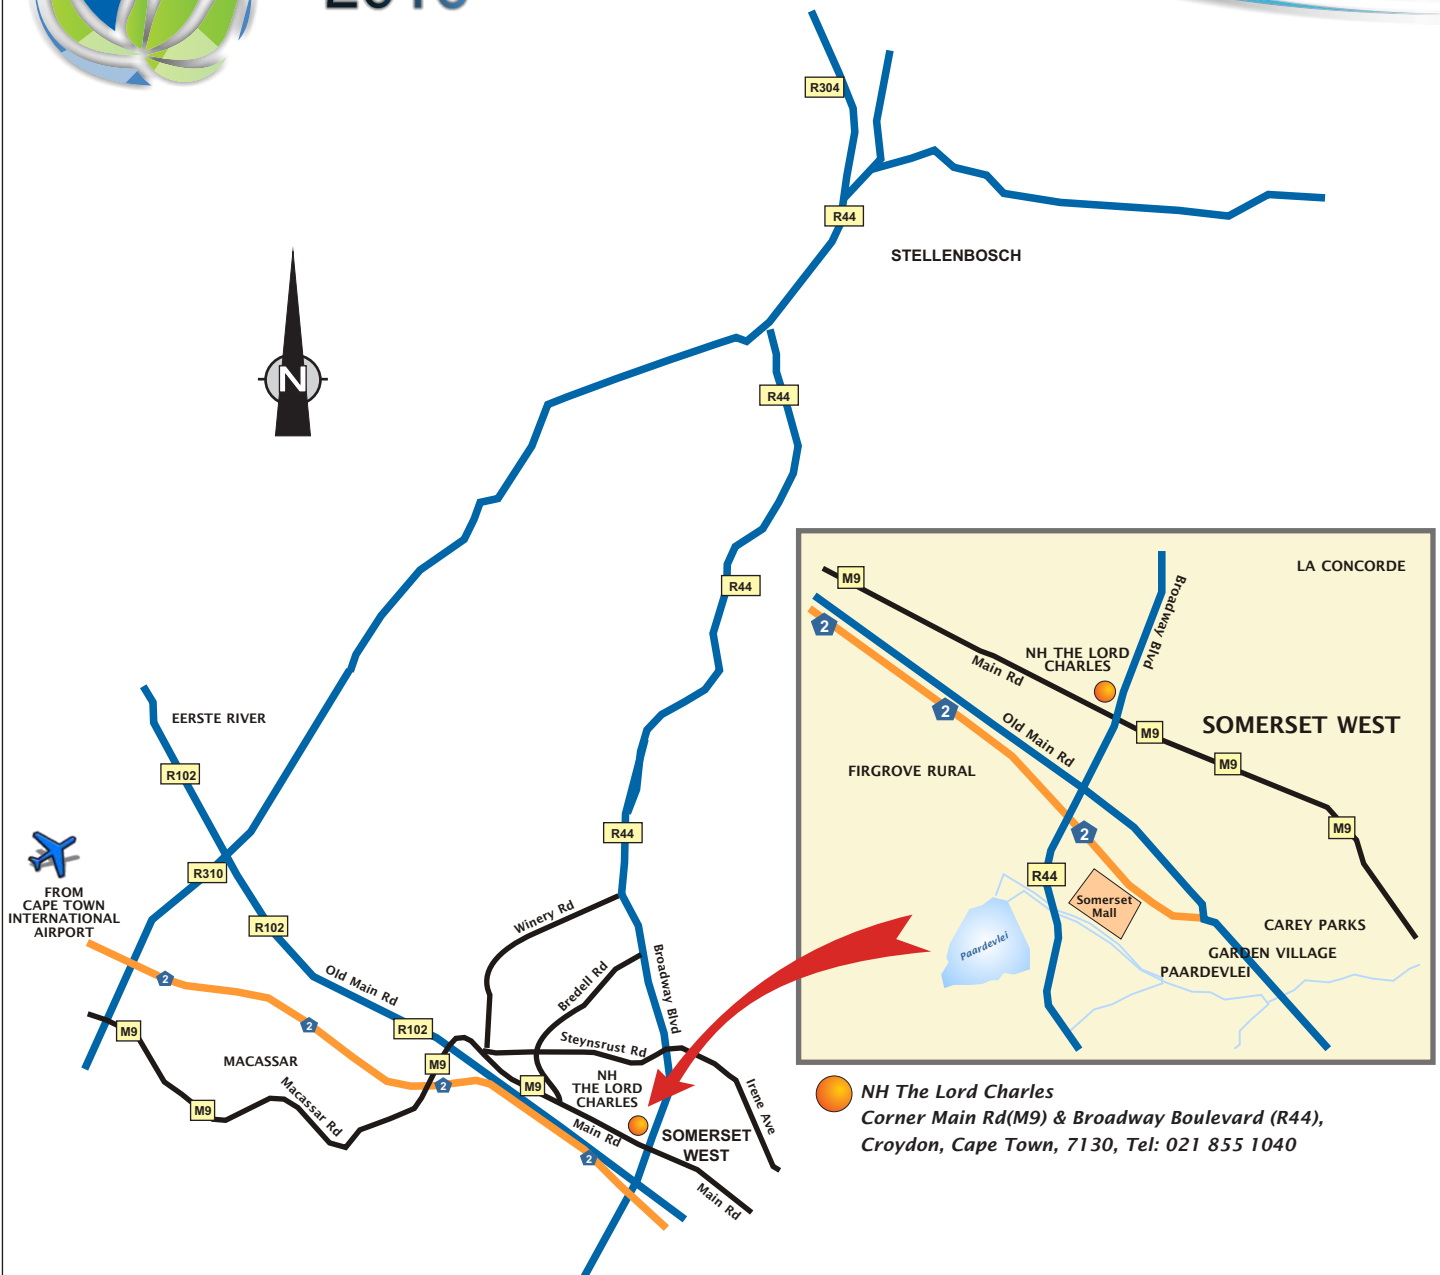 R304
R44
STELLENBOSCH
N
R44
R44
LA CONCORDE
M9
Broadway Blvd
2
NH THE LORD
CHARLES
Main Rd
2
Old Main Rd
M9
SOMERSET WEST
M9
FIRGROVE RURAL
2
M9
R44
Somerset
Mall
CAREY PARKS
Paardevlei
GARDEN VILLAGE
PAARDEVLEI
EERSTE RIVER
R102
R44
R310
FROM
CAPE TOWN
INTERNATIONAL
AIRPORT
R102
Winery Rd
Broadway Blvd
Bredell Rd
2
Old Main Rd
2
R102
M9
Steynsrust Rd
MACASSAR
M9
2
M9
NH
THE LORD
CHARLES
Irene Ave
M9
Macassar Rd
Main Rd
SOMERSET
WEST
2
Main Rd
NH The Lord Charles
Corner Main Rd(M9) & Broadway Boulevard (R44),
Croydon, Cape Town, 7130, Tel: 021 855 1040